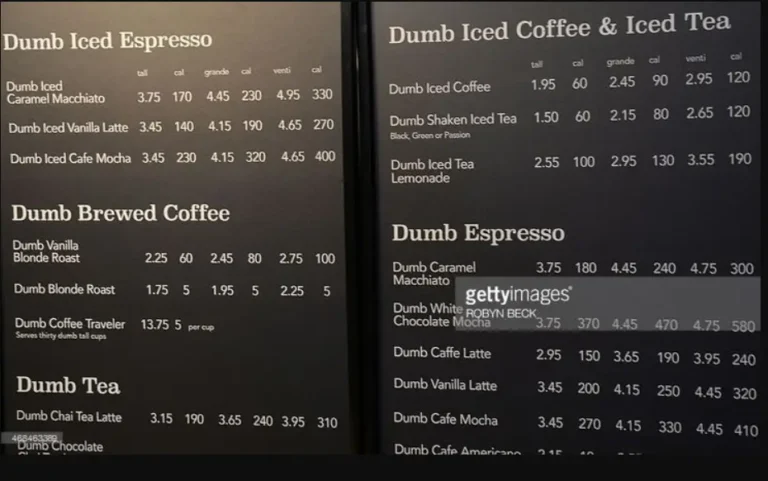 Dumb Iced Espresso
tall cal grande cal venti cal
Dumb Iced
Caramel Macchiato 3.75 170 4.45 230 4.95 330
Dumb Iced Vanilla Latte 3.45 140 4.15 190 4.65 270
Dumb Iced Cafe Mocha 3.45 230 4.15 320 4.65 400
Dumb Brewed Coffee
Dumb Vanilla
Blonde Roast 2.25 60 2.45 80 2.75 100
Dumb Blonde Roast 1.75 5 1.95 5 2.25 5
Dumb Coffee Traveler 13.75 5 per cup
Serves thirty dumb tall cups
Dumb Tea
Dumb Chai Tea Latte 3.15 190 3.65 240 3.95 310
468463389
Dumb Chocolate
Dumb Iced Coffee & Iced Tea
tall cal grande cal venti cal
Dumb Iced Coffee 1.95 60 2.45 90 2.95 120
Dumb Shaken Iced Tea 1.50 60 2.15 80 2.65 120
Black, Green or Passion
Dumb Iced Tea 2.55 100 2.95 130 3.55 190
Lemonade
Dumb Espresso
Dumb Caramel 3.75 180 4.45 240 4.75 300
Macchiato
gettyimages®
ROBYN BECK
Dumb White
Chocolate Mocha 3.75 370 4.45 470 4.75 580
Dumb Caffe Latte 2.95 150 3.65 190 3.95 240
Dumb Vanilla Latte 3.45 200 4.15 250 4.45 320
Dumb Cafe Mocha 3.45 270 4.15 330 4.45 410
Dumb Cafe Americano